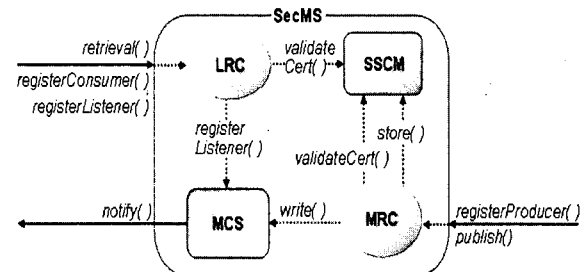 SecMS
retrieval( )
registerConsumer( )
registerListener( )
LRC
validate
Cert( )
SSCM
register
Listener( )
store( )
validateCert( )
notify( )
MCS
write( )
MRC
registerProducer( )
publish()